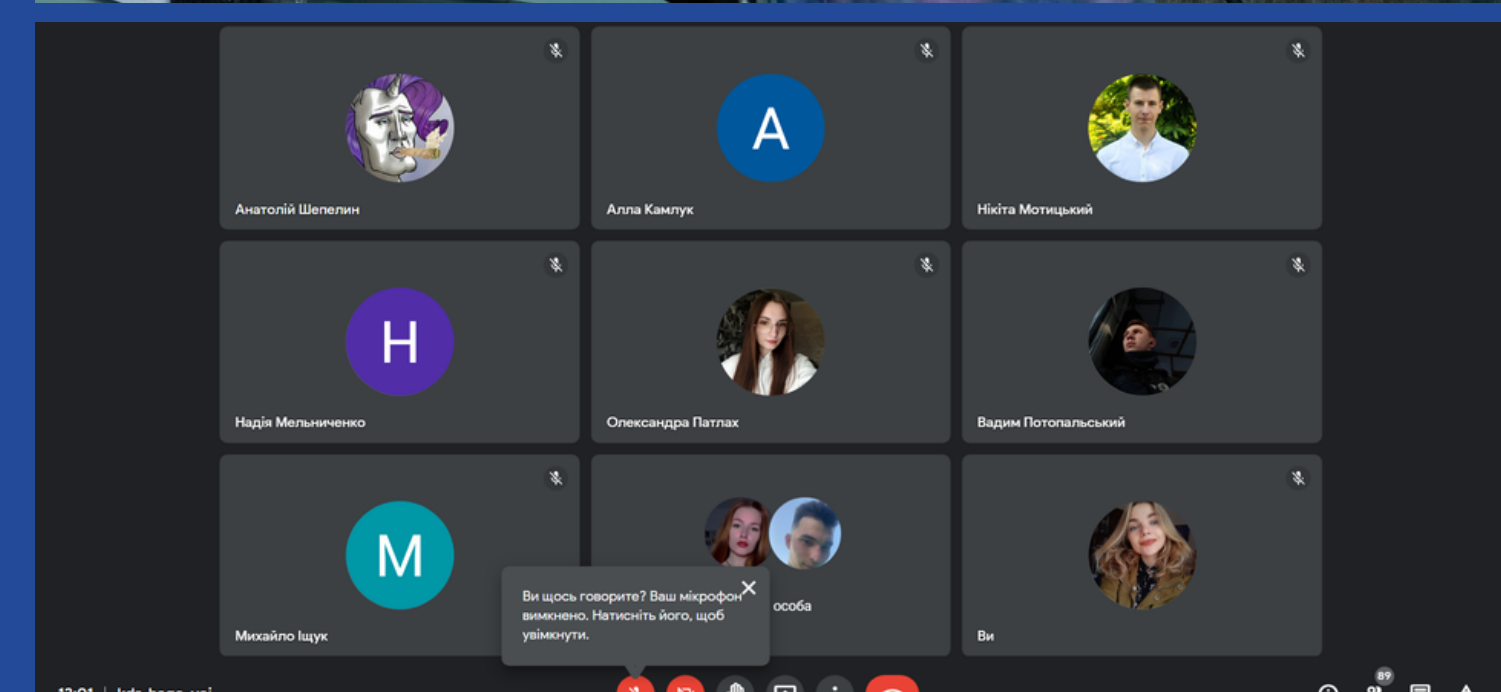 А
Анатолій Шепелин
Алла Камлук
Нікіта Мотицький
Н
Надія Мельниченко
Олександра Патлах
Вадим Потопальський
М
Михайло Іщук
Ви щось говорите? Ваш мікрофон
вимкнено. Натисніть його, щоб
увімкнути.
особа
Ви
89